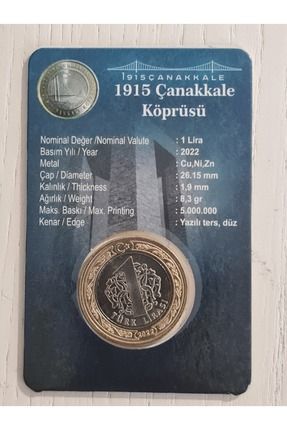 1915ÇANAKKALE
1915 Çanakkale
Köprüsü
Nominal Değer /Nominal Valute : 1 Lira
Basım Yılı / Year : 2022
Metal : Cu,Ni,Zn
Çap / Diameter : 26.15 mm
Kalınlık / Thickness : 1,9 mm
Ağırlık / Weight : 8,3 gr
Maks. Baskı / Max. Printing : 5.000.000
Kenar / Edge : Yazılı ters, düz
1
TÜRK LİRASI
2022